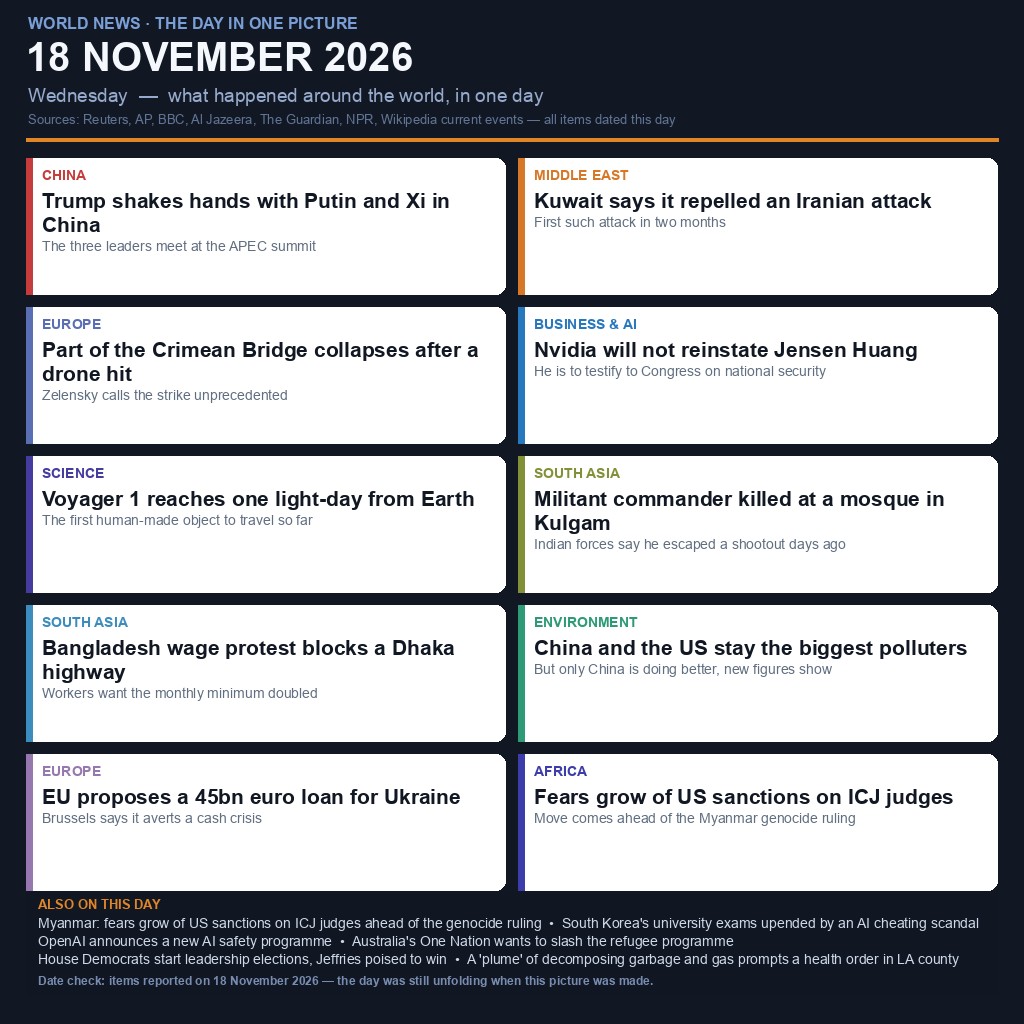 WORLD NEWS · THE DAY IN ONE PICTURE
18 NOVEMBER 2026
Wednesday — what happened around the world, in one day
Sources: Reuters, AP, BBC, Al Jazeera, The Guardian, NPR, Wikipedia current events — all items dated this day
CHINA
Trump shakes hands with Putin and Xi in
China
The three leaders meet at the APEC summit
MIDDLE EAST
Kuwait says it repelled an Iranian attack
First such attack in two months
EUROPE
Part of the Crimean Bridge collapses after a
drone hit
Zelensky calls the strike unprecedented
BUSINESS & AI
Nvidia will not reinstate Jensen Huang
He is to testify to Congress on national security
SCIENCE
Voyager 1 reaches one light-day from Earth
The first human-made object to travel so far
SOUTH ASIA
Militant commander killed at a mosque in
Kulgam
Indian forces say he escaped a shootout days ago
SOUTH ASIA
Bangladesh wage protest blocks a Dhaka
highway
Workers want the monthly minimum doubled
ENVIRONMENT
China and the US stay the biggest polluters
But only China is doing better, new figures show
EUROPE
EU proposes a 45bn euro loan for Ukraine
Brussels says it averts a cash crisis
AFRICA
Fears grow of US sanctions on ICJ judges
Move comes ahead of the Myanmar genocide ruling
ALSO ON THIS DAY
Myanmar: fears grow of US sanctions on ICJ judges ahead of the genocide ruling • South Korea's university exams upended by an AI cheating scandal
OpenAI announces a new AI safety programme • Australia's One Nation wants to slash the refugee programme
House Democrats start leadership elections, Jeffries poised to win • A 'plume' of decomposing garbage and gas prompts a health order in LA county
Date check: items reported on 18 November 2026 — the day was still unfolding when this picture was made.